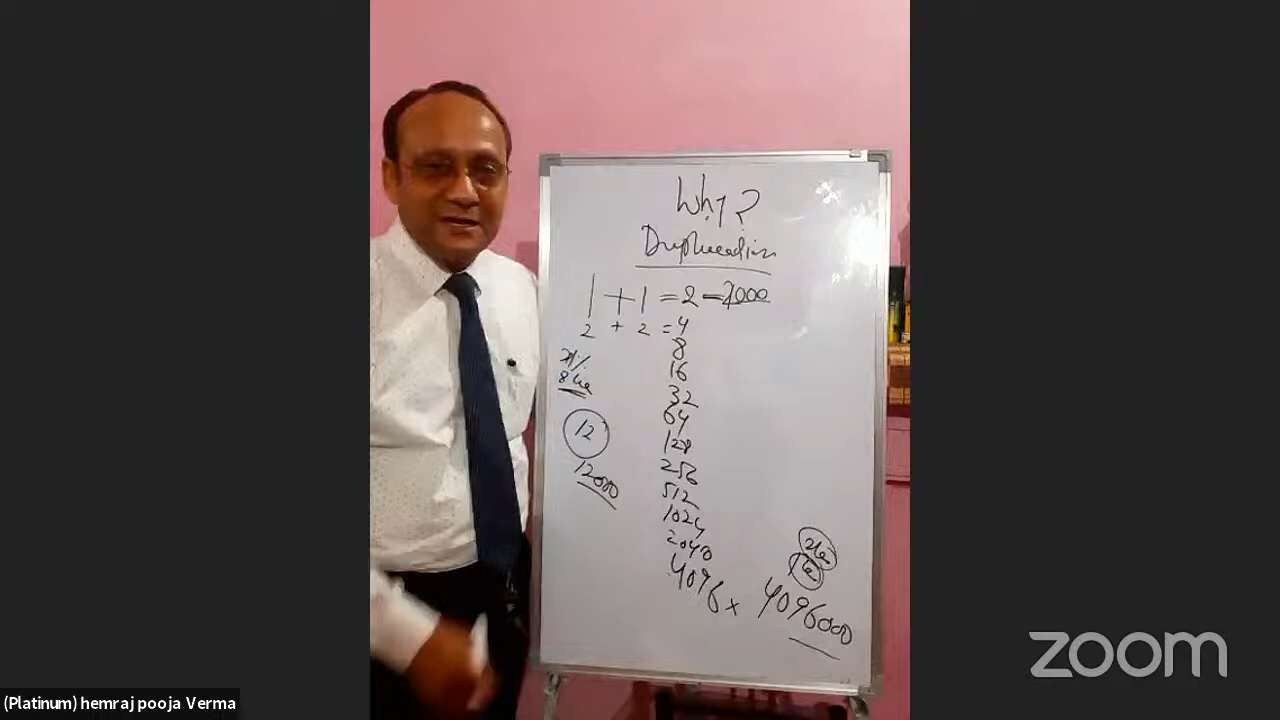 Why?
Duplication
1 + 1 = 2 = 2000
2 + 2 = 4
8
16
32
64
128
256
512
1024
2048
4096 x 4096000
12
12000
zoom
(Platinum) hemraj pooja Verma